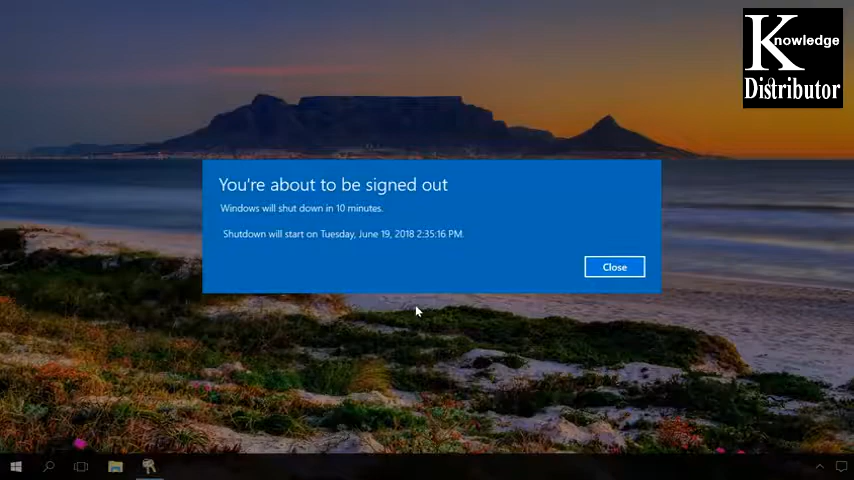 Knowledge
Distributor
You're about to be signed out
Windows will shut down in 10 minutes.
Shutdown will start on Tuesday, June 19, 2018 2:35:16 PM.
Close